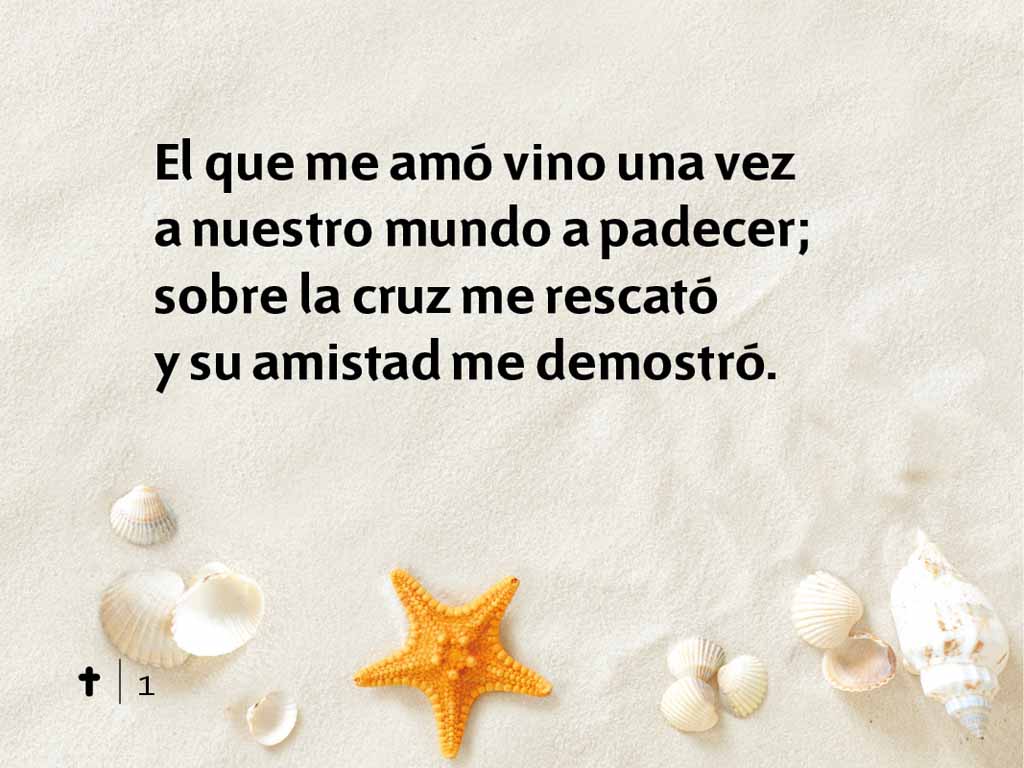 El que me amó vino una vez
a nuestro mundo a padecer;
sobre la cruz me rescató
y su amistad me demostró.
1